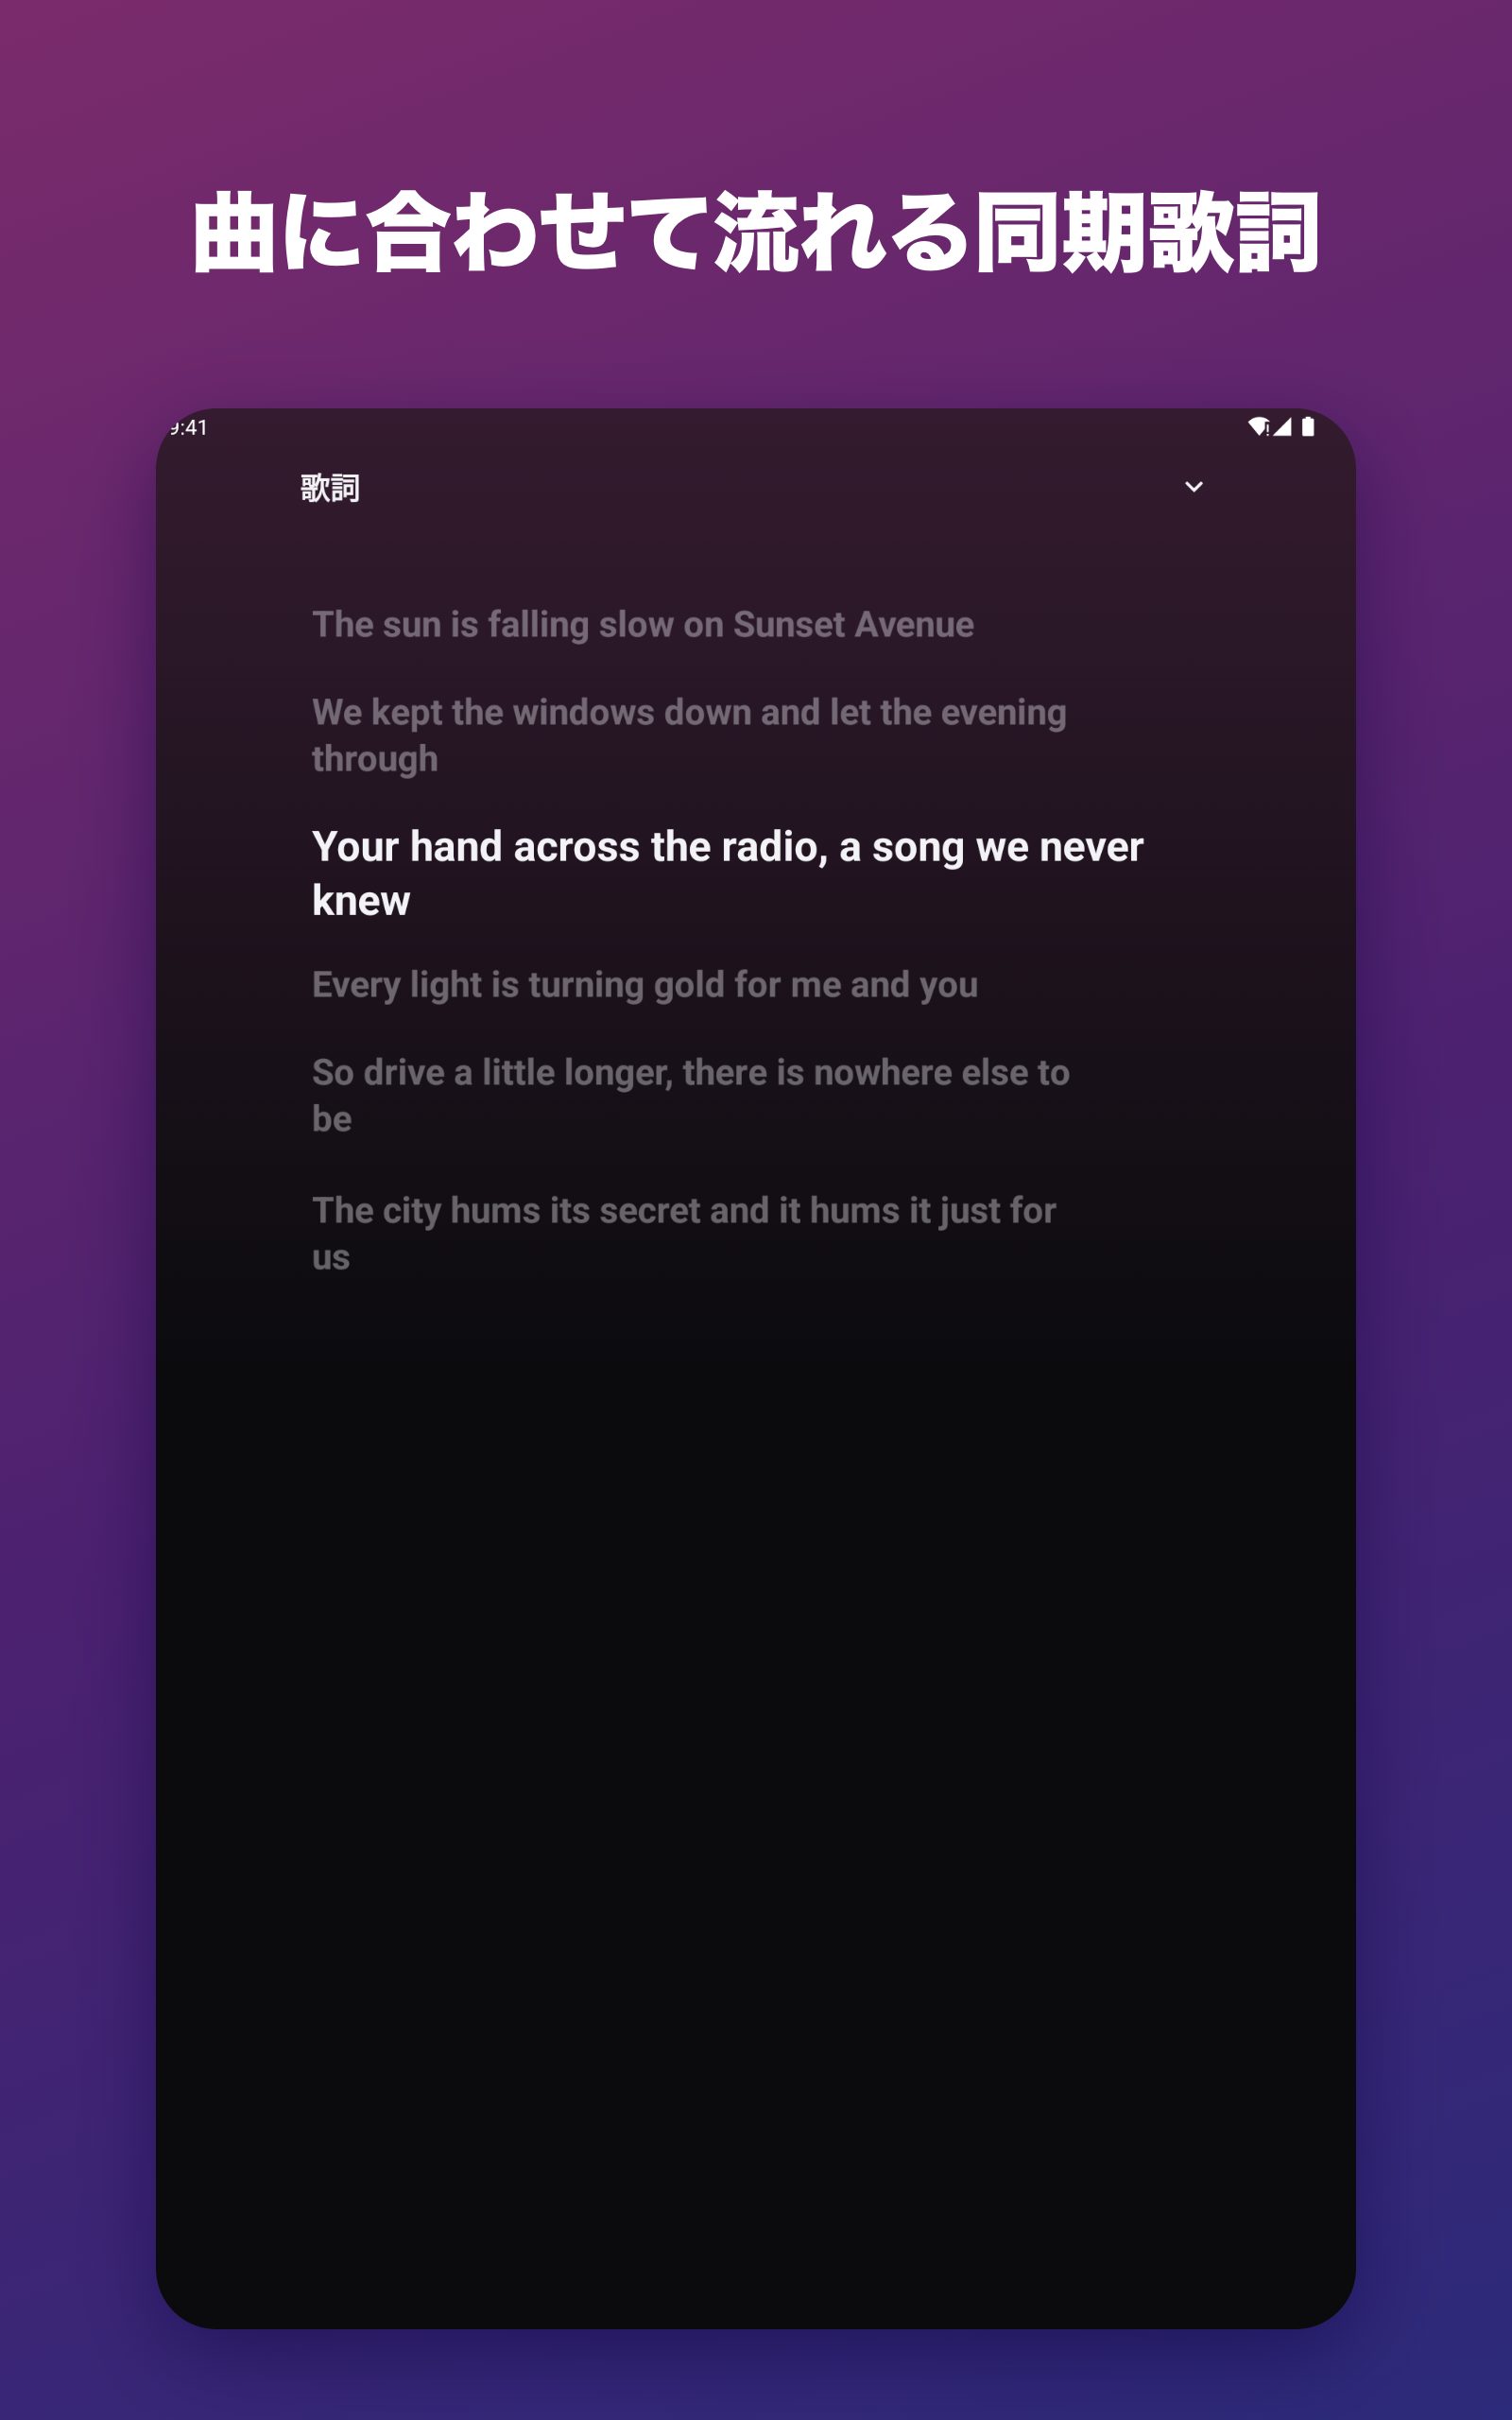 曲に合わせて流れる同期歌詞
9:41
歌詞
The sun is falling slow on Sunset Avenue
We kept the windows down and let the evening
through
Your hand across the radio, a song we never
knew
Every light is turning gold for me and you
So drive a little longer, there is nowhere else to
be
The city hums its secret and it hums it just for
us